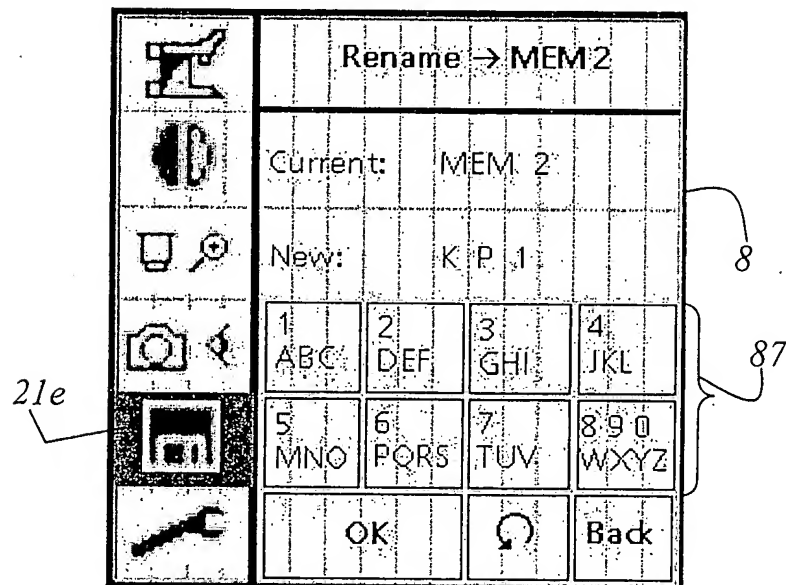 Rename → MEM 2
Current: MEM 2
8
New: K P 1
1 2 3 4
ABC DEF GHI JKL
87
21e
5 6 7 8 9 0
MNO PQRS TUV WXYZ
OK Back